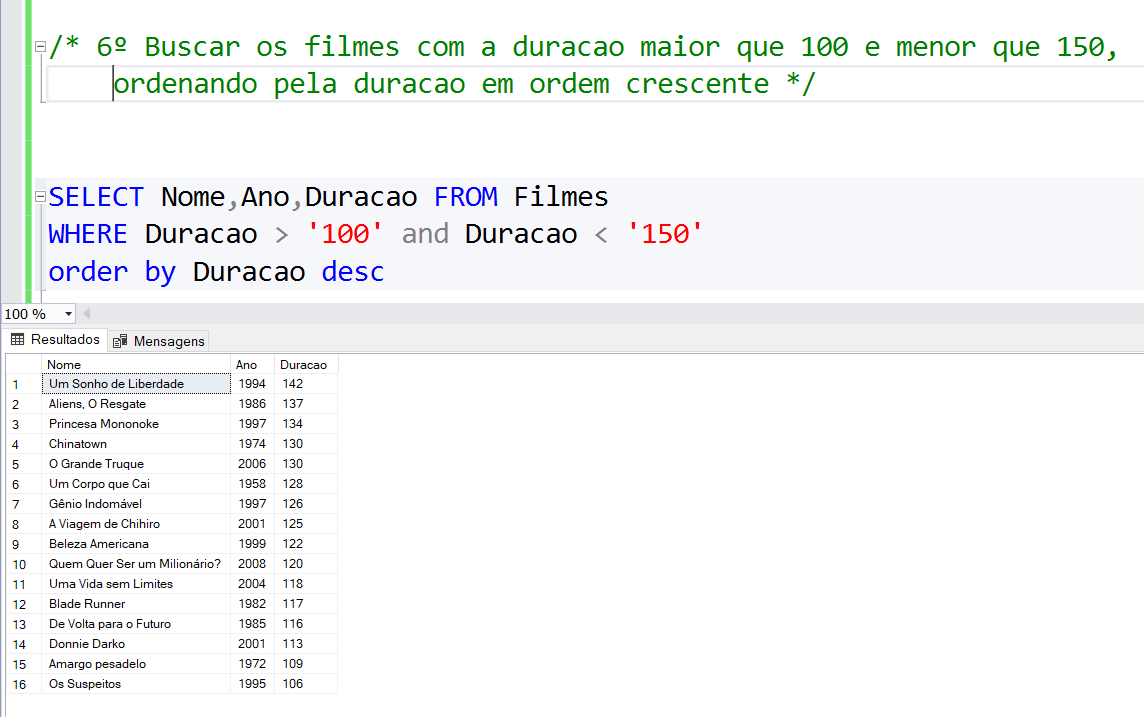 /* 6º Buscar os filmes com a duracao maior que 100 e menor que 150,
ordenando pela duracao em ordem crescente */
SELECT Nome,Ano,Duracao FROM Filmes
WHERE Duracao > '100' and Duracao < '150'
order by Duracao desc
100 %
Resultados Mensagens
Nome Ano Duracao
1 Um Sonho de Liberdade 1994 142
2 Aliens, O Resgate 1986 137
3 Princesa Mononoke 1997 134
4 Chinatown 1974 130
5 O Grande Truque 2006 130
6 Um Corpo que Cai 1958 128
7 Gênio Indomável 1997 126
8 A Viagem de Chihiro 2001 125
9 Beleza Americana 1999 122
10 Quem Quer Ser um Milionário? 2008 120
11 Uma Vida sem Limites 2004 118
12 Blade Runner 1982 117
13 De Volta para o Futuro 1985 116
14 Donnie Darko 2001 113
15 Amargo pesadelo 1972 109
16 Os Suspeitos 1995 106